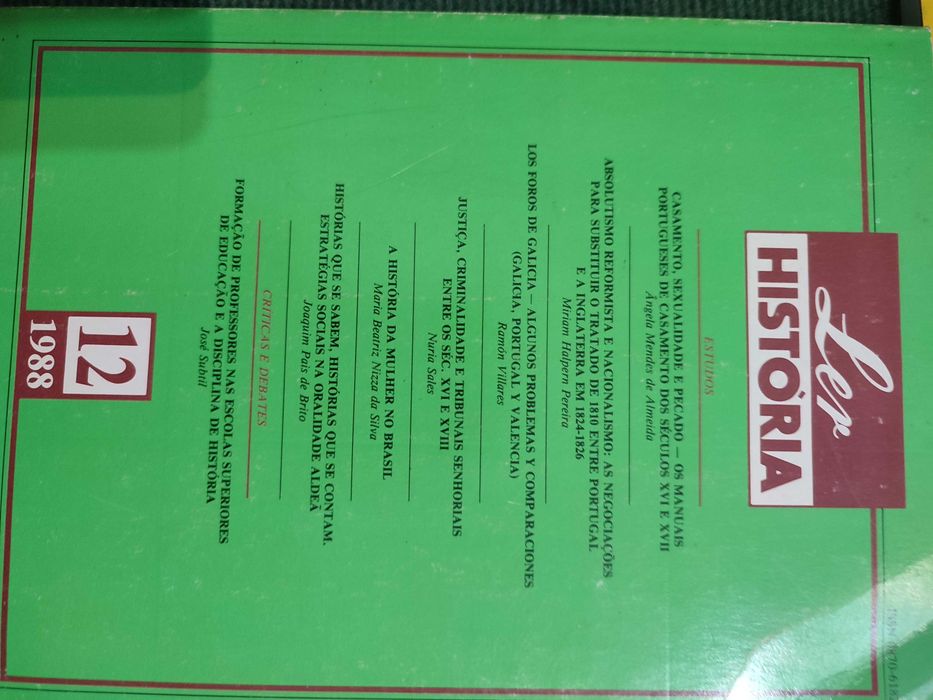 Ler
HISTÓRIA
ESTUDOS
CASAMENTO, SEXUALIDADE E PECADO — OS MANUAIS
PORTUGUESES DE CASAMENTO DOS SÉCULOS XVI E XVII
Ângela Mendes de Almeida
ABSOLUTISMO REFORMISTA E NACIONALISMO: AS NEGOCIAÇÕES
PARA SUBSTITUIR O TRATADO DE 1810 ENTRE PORTUGAL
E A INGLATERRA EM 1824-1826
Miriam Halpern Pereira
LOS FOROS DE GALICIA — ALGUNOS PROBLEMAS Y COMPARACIONES
(GALICIA, PORTUGAL Y VALENCIA)
Ramón Villares
JUSTIÇA, CRIMINALIDADE E TRIBUNAIS SENHORIAIS
ENTRE OS SÉC. XVI E XVIII
Nuria Sales
A HISTÓRIA DA MULHER NO BRASIL
Maria Beatriz Nizza da Silva
HISTÓRIAS QUE SE SABEM, HISTÓRIAS QUE SE CONTAM.
ESTRATÉGIAS SOCIAIS NA ORALIDADE ALDEÃ
Joaquim Pais de Brito
CRÍTICAS E DEBATES
FORMAÇÃO DE PROFESSORES NAS ESCOLAS SUPERIORES
DE EDUCAÇÃO E A DISCIPLINA DE HISTÓRIA
José Subtil
12
1988